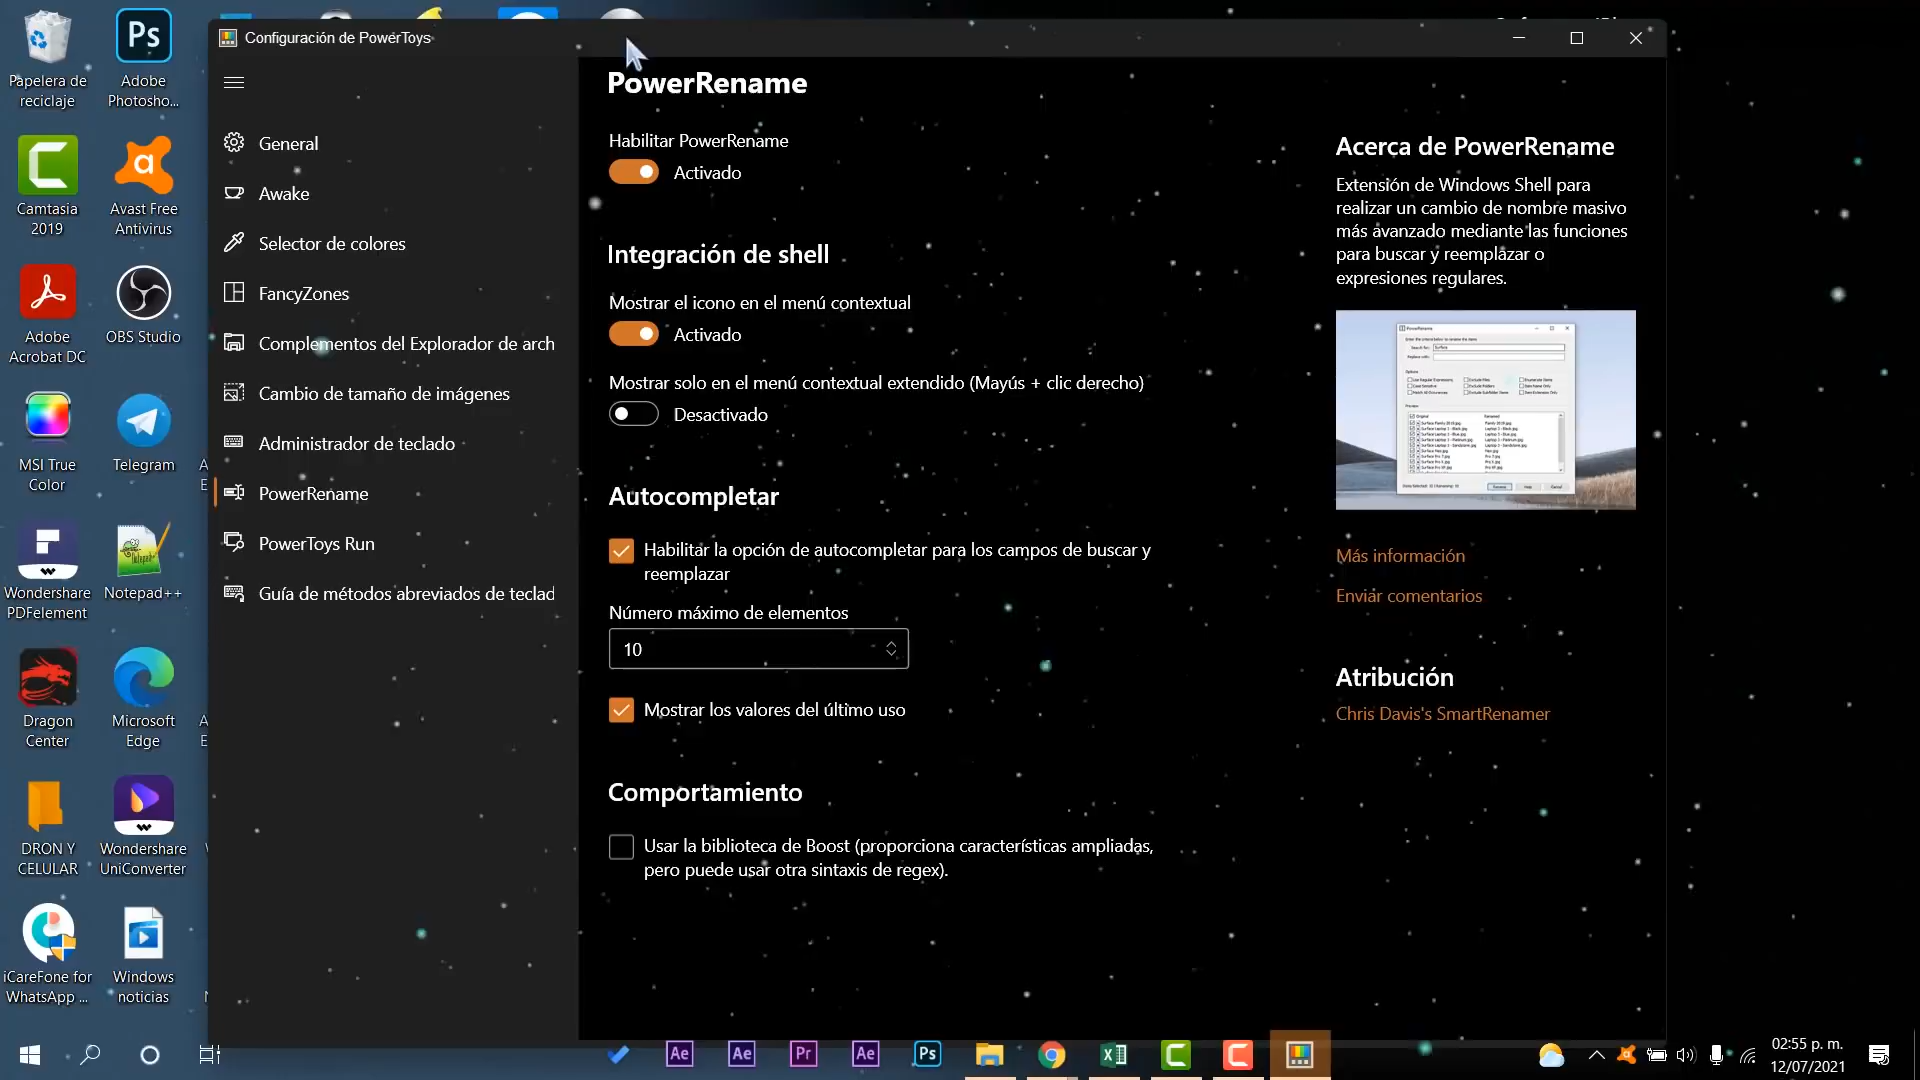 Configuración de PowerToys
Papelera de
reciclaje
Adobe
Photosho...
Camtasia
2019
Avast Free
Antivirus
Adobe
Acrobat DC
OBS Studio
MSI True
Color
Telegram
Wondershare
PDFelement
Notepad++
Dragon
Center
Microsoft
Edge
DRON Y
CELULAR
Wondershare
UniConverter
iCareFone for
WhatsApp ...
Windows
noticias
General
Awake
Selector de colores
FancyZones
Complementos del Explorador de arch
Cambio de tamaño de imágenes
Administrador de teclado
PowerRename
PowerToys Run
Guía de métodos abreviados de teclad
PowerRename
Habilitar PowerRename
Activado
Integración de shell
Mostrar el icono en el menú contextual
Activado
Mostrar solo en el menú contextual extendido (Mayús + clic derecho)
Desactivado
Autocompletar
Habilitar la opción de autocompletar para los campos de buscar y
reemplazar
Número máximo de elementos
10
Mostrar los valores del último uso
Comportamiento
Usar la biblioteca de Boost (proporciona características ampliadas,
pero puede usar otra sintaxis de regex).
Acerca de PowerRename
Extensión de Windows Shell para
realizar un cambio de nombre masivo
más avanzado mediante las funciones
para buscar y reemplazar o
expresiones regulares.
Más información
Enviar comentarios
Atribución
Chris Davis's SmartRenamer
02:55 p. m.
12/07/2021